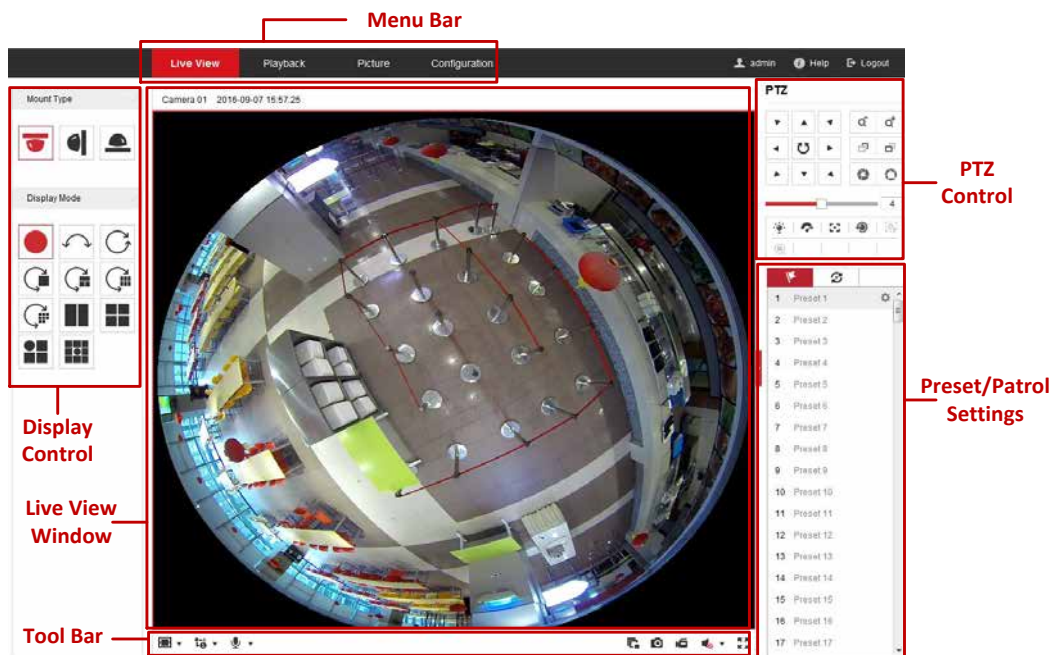 Menu Bar
Live View Playback Picture Configuration admin Help Logout
Mount Type
Display Mode
Camera 01 2016-09-07 15:57:25
PTZ
4
PTZ
Control
1 Preset 1
2 Preset 2
3 Preset 3
4 Preset 4
5 Preset 5
6 Preset 6
7 Preset 7
8 Preset 8
9 Preset 9
10 Preset 10
11 Preset 11
12 Preset 12
13 Preset 13
14 Preset 14
15 Preset 15
16 Preset 16
17 Preset 17
Preset/Patrol
Settings
Display
Control
Live View
Window
Tool Bar